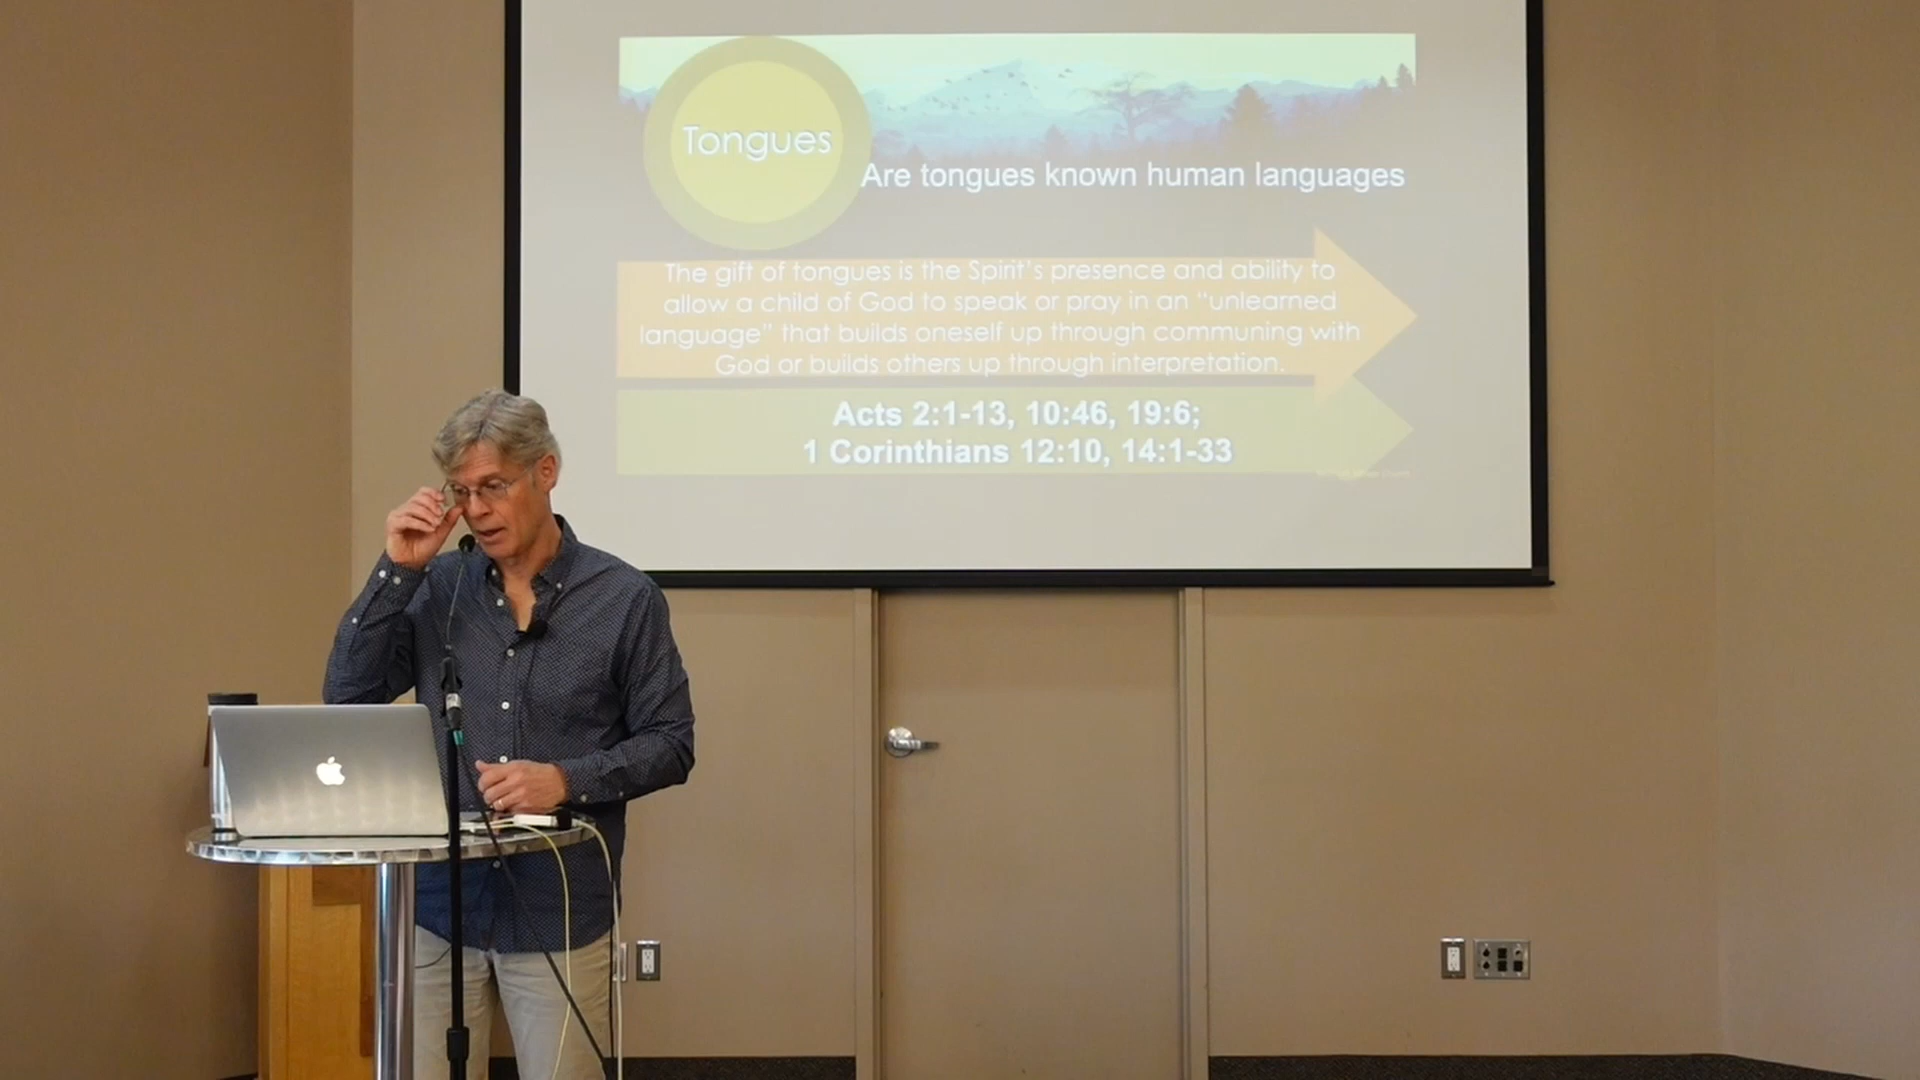 Tongues
Are tongues known human languages
The gift of tongues is the Spirit's presence and ability to
allow a child of God to speak or pray in an "unlearned
language" that builds oneself up through communing with
God or builds others up through interpretation.
Acts 2:1-13, 10:46, 19:6;
1 Corinthians 12:10, 14:1-33